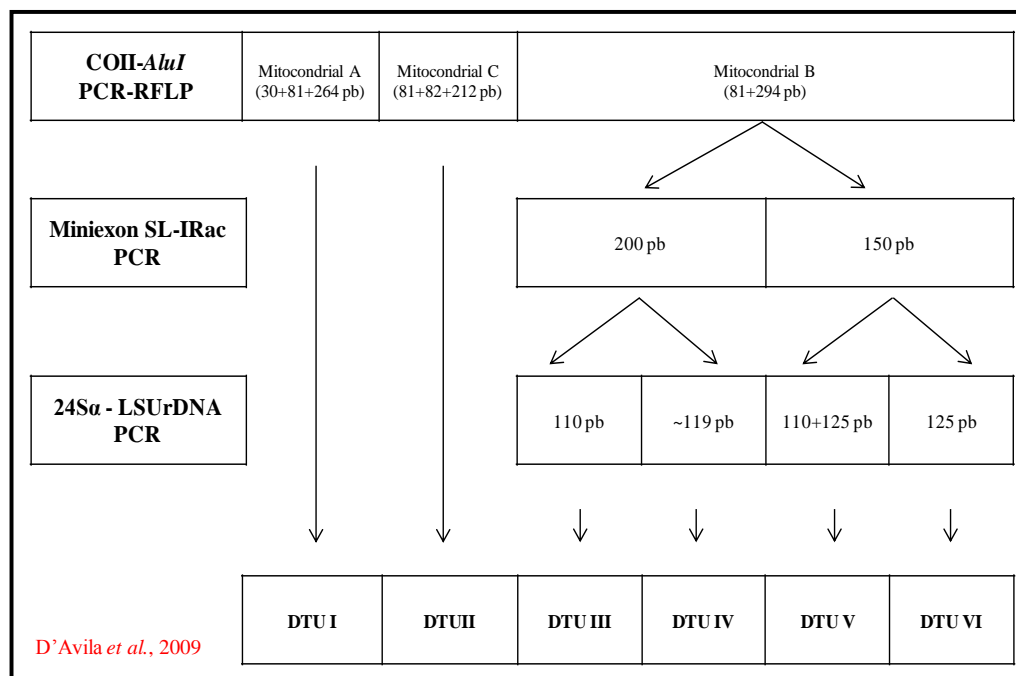 COII-AluI
PCR-RFLP
Mitocondrial A
(30+81+264 pb)
Mitocondrial C
(81+82+212 pb)
Mitocondrial B
(81+294 pb)
Miniexon SL-IRac
PCR
200 pb
150 pb
24Sα - LSUrDNA
PCR
110 pb
~119 pb
110+125 pb
125 pb
DTU I
DTUII
DTU III
DTU IV
DTU V
DTU VI
D’Avila et al., 2009